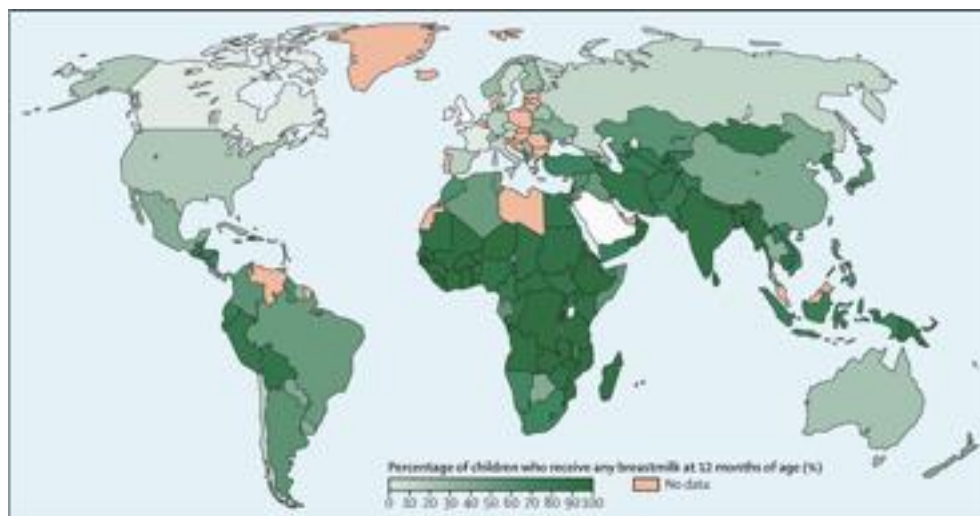 Percentage of children who receive any breastmilk at 12 months of age (%)
0 10 20 30 40 50 60 70 80 90 100
No data